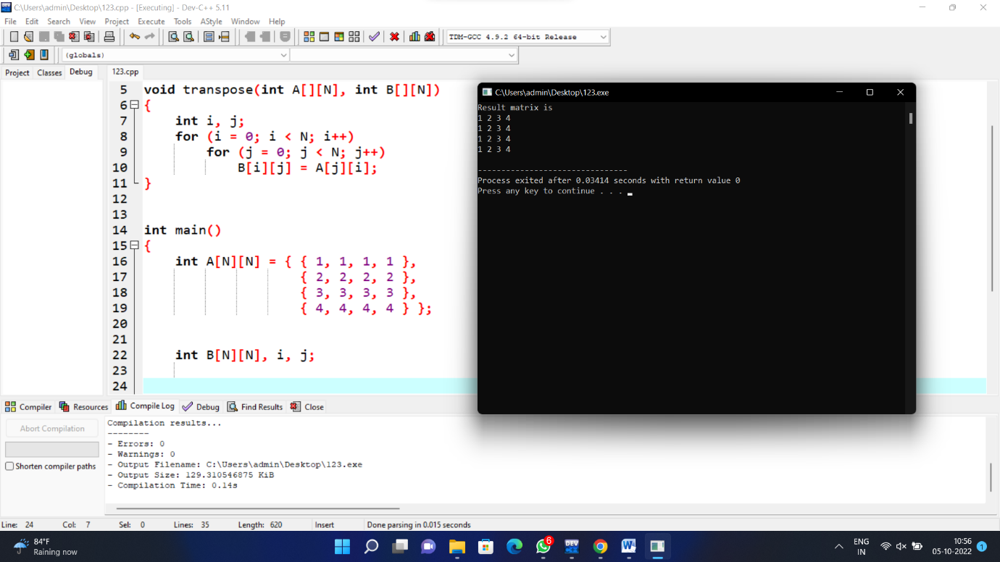 C:\Users\admin\Desktop\123.cpp - [Executing] - Dev-C++ 5.11
File Edit Search View Project Execute Tools AStyle Window Help
TDM-GCC 4.9.2 64-bit Release
(globals)
Project Classes Debug
123.cpp
5 void transpose(int A[][N], int B[][N])
6 {
7 int i, j;
8 for (i = 0; i < N; i++)
9 for (j = 0; j < N; j++)
10 B[i][j] = A[j][i];
11 }
12
13
14 int main()
15 {
16 int A[N][N] = { { 1, 1, 1, 1 },
17 { 2, 2, 2, 2 },
18 { 3, 3, 3, 3 },
19 { 4, 4, 4, 4 } };
20
21
22 int B[N][N], i, j;
23
24
C:\Users\admin\Desktop\123.exe
Result matrix is
1 2 3 4
1 2 3 4
1 2 3 4
1 2 3 4
--------------------------------
Process exited after 0.03414 seconds with return value 0
Press any key to continue . . .
Compiler Resources Compile Log Debug Find Results Close
Abort Compilation
Shorten compiler paths
Compilation results...
--------
- Errors: 0
- Warnings: 0
- Output Filename: C:\Users\admin\Desktop\123.exe
- Output Size: 129.310546875 KiB
- Compilation Time: 0.14s
Line: 24 Col: 7 Sel: 0 Lines: 35 Length: 620 Insert Done parsing in 0.015 seconds
84°F
Raining now
6
DEV
W
ENG
IN
10:56
05-10-2022
1